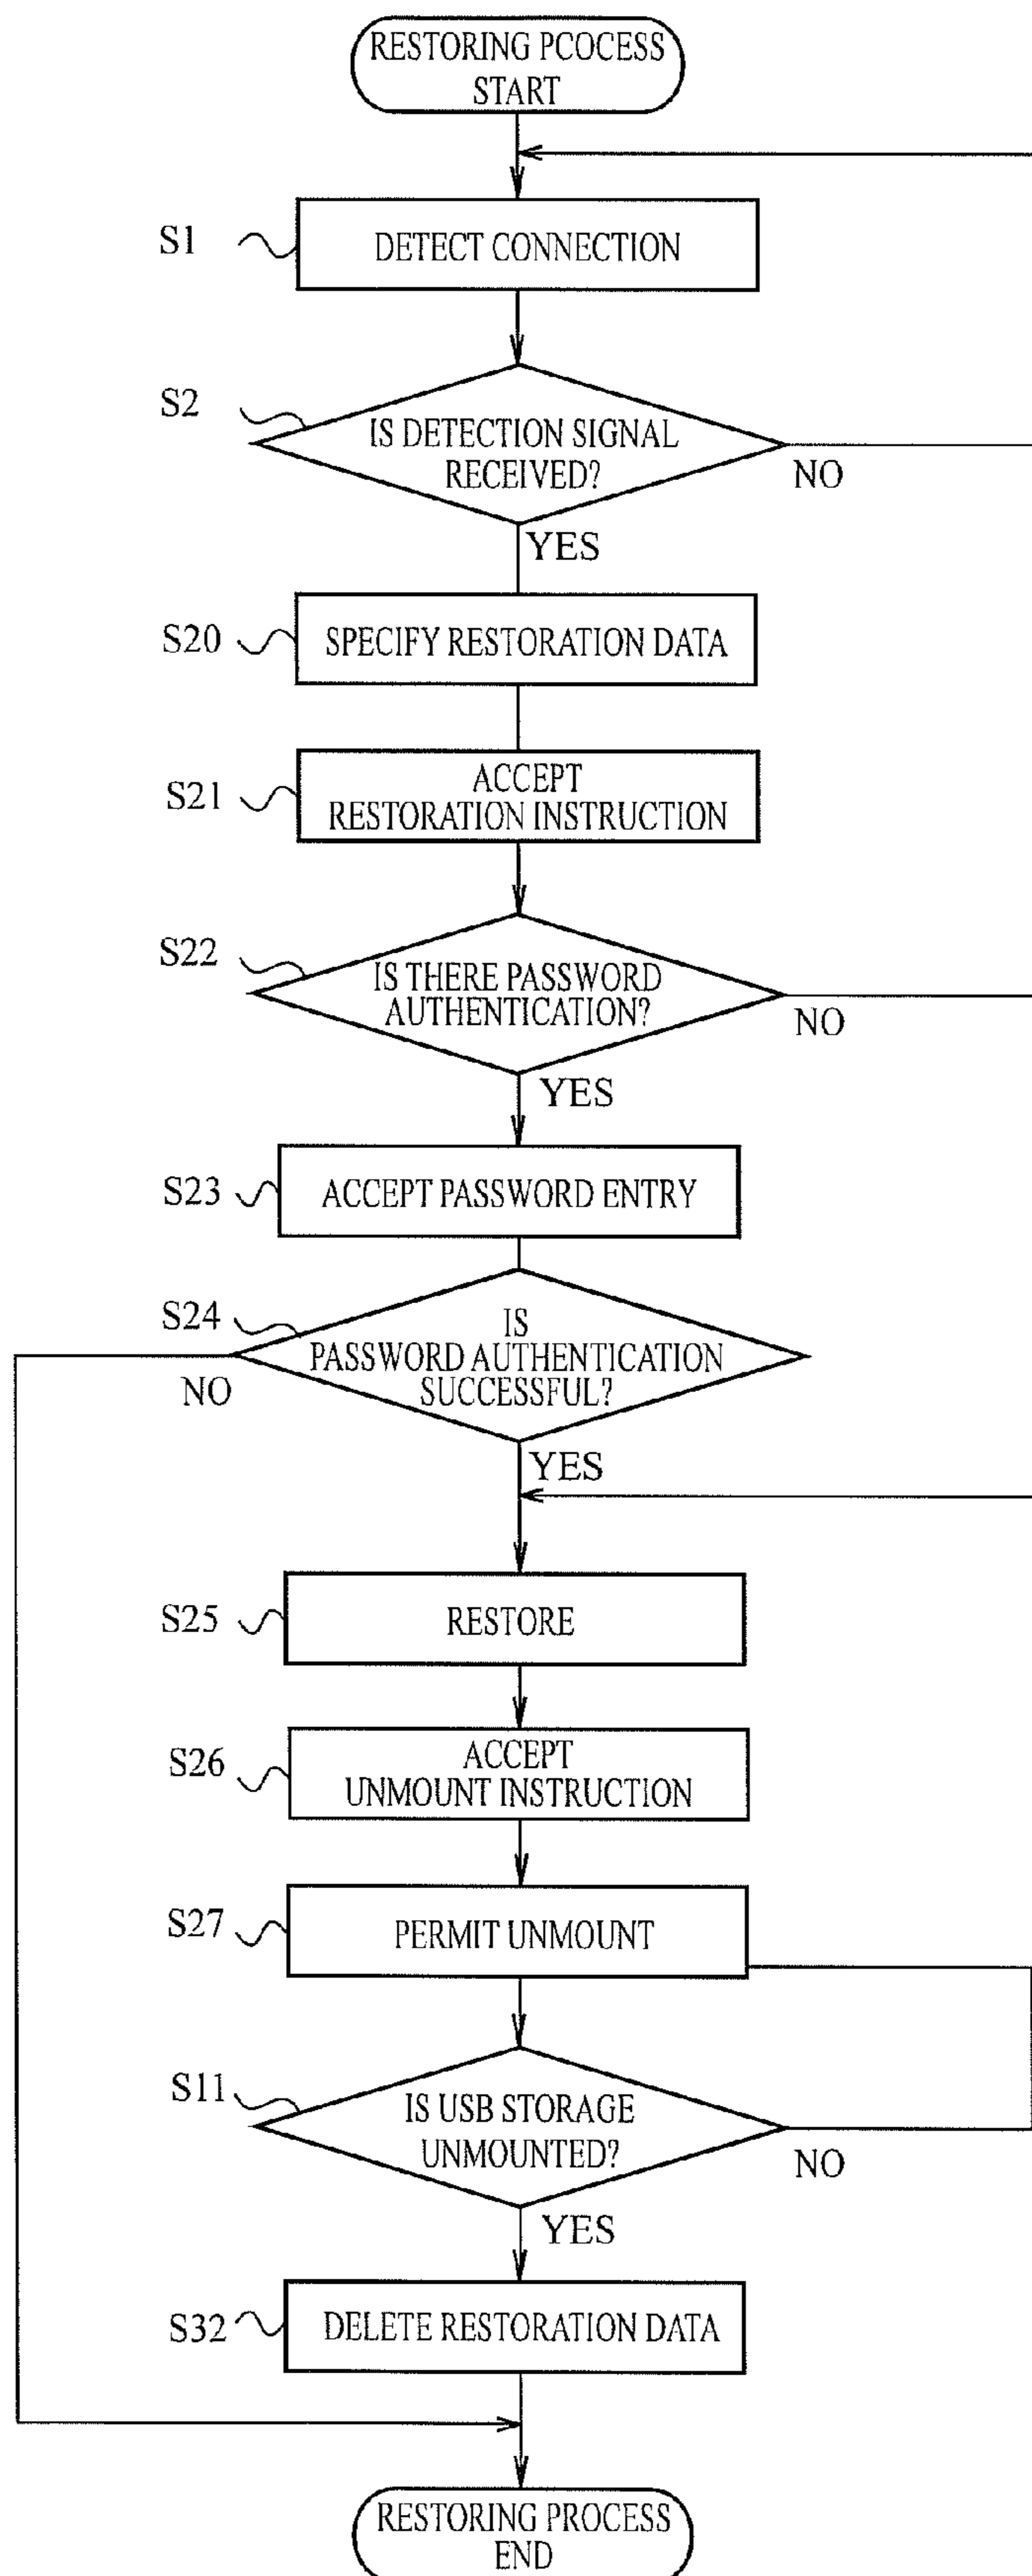 RESTORING PCOCESS
START
S1
DETECT CONNECTION
S2
IS DETECTION SIGNAL
RECEIVED?
NO
YES
S20
SPECIFY RESTORATION DATA
S21
ACCEPT
RESTORATION INSTRUCTION
S22
IS THERE PASSWORD
AUTHENTICATION?
NO
YES
S23
ACCEPT PASSWORD ENTRY
S24
IS
PASSWORD AUTHENTICATION
SUCCESSFUL?
NO
YES
S25
RESTORE
S26
ACCEPT
UNMOUNT INSTRUCTION
S27
PERMIT UNMOUNT
S11
IS USB STORAGE
UNMOUNTED?
NO
YES
S32
DELETE RESTORATION DATA
RESTORING PROCESS
END